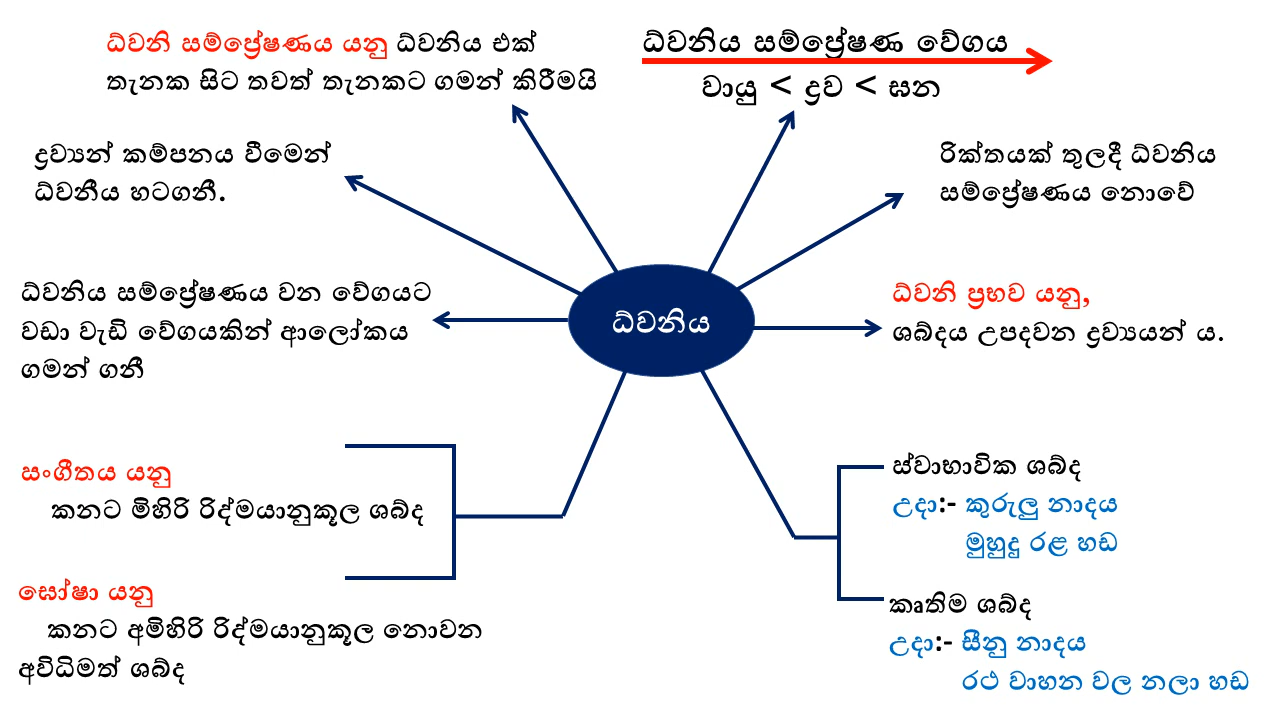 ධ්වනි සම්ප්‍රේෂණය යනු ධ්වනිය එක්
තැනක සිට තවත් තැනකට ගමන් කිරීමයි
ධ්වනිය සම්ප්‍රේෂණ වේගය
වායු < ද්‍රව < ඝන
ද්‍රව්‍යන් කම්පනය වීමෙන්
ධ්වනීය හටගනී.
රික්තයක් තුලදී ධ්වනිය
සම්ප්‍රේෂණය නොවේ
ධ්වනිය සම්ප්‍රේෂණය වන වේගයට
වඩා වැඩි වේගයකින් ආලෝකය
ගමන් ගනී
ධ්වනිය
ධ්වනි ප්‍රභව යනු,
ශබ්දය උපදවන ද්‍රව්‍යයන් ය.
සංගීතය යනු
කනට මිහිරි රිද්මයානුකූල ශබ්ද
ඝෝෂා යනු
කනට අමිහිරි රිද්මයානුකූල නොවන
අවිධිමත් ශබ්ද
ස්වාභාවික ශබ්ද
උදා:- කුරුලු නාදය
මුහුදු රළ හඩ
කෘතිම ශබ්ද
උදා:- සීනු නාදය
රථ වාහන වල නලා හඩ